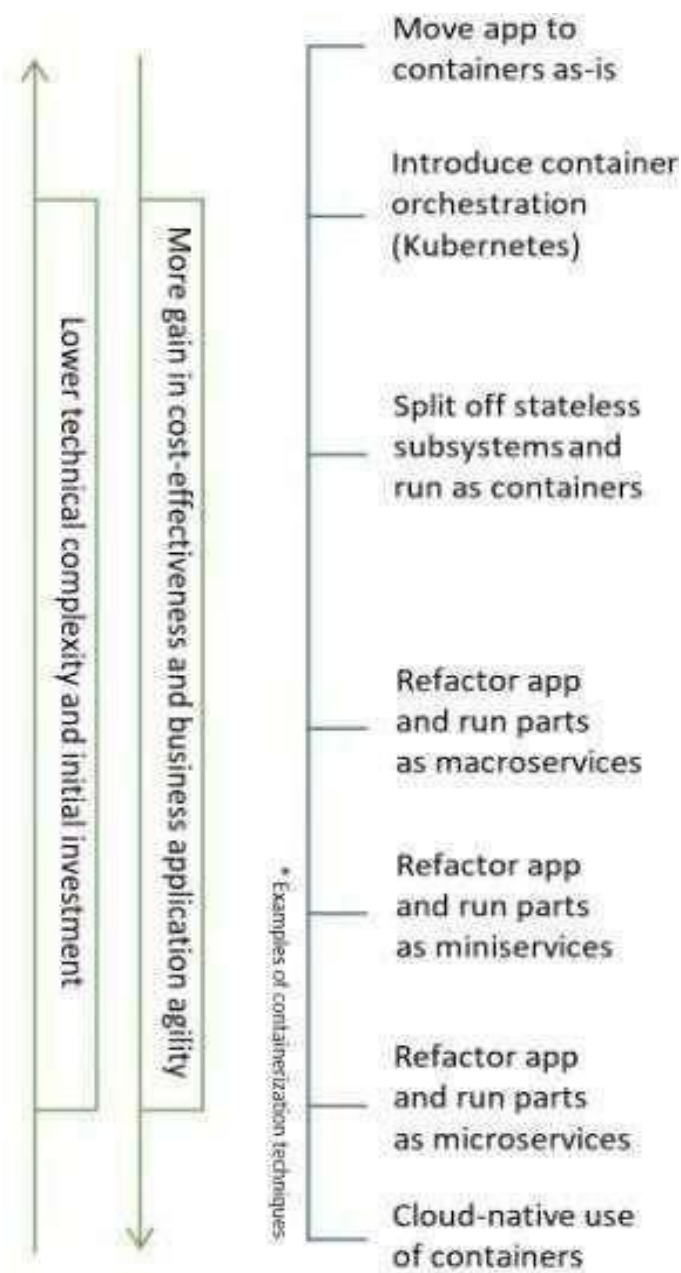 Move app to
containers as-is
Introduce container
orchestration
(Kubernetes)
Split off stateless
subsystems and
run as containers
Refactor app
and run parts
as macroservices
Refactor app
and run parts
as miniservices
Refactor app
and run parts
as microservices
Cloud-native use
of containers
Lower technical complexity and initial investment
More gain in cost-effectiveness and business application agility
* Examples of containerization techniques